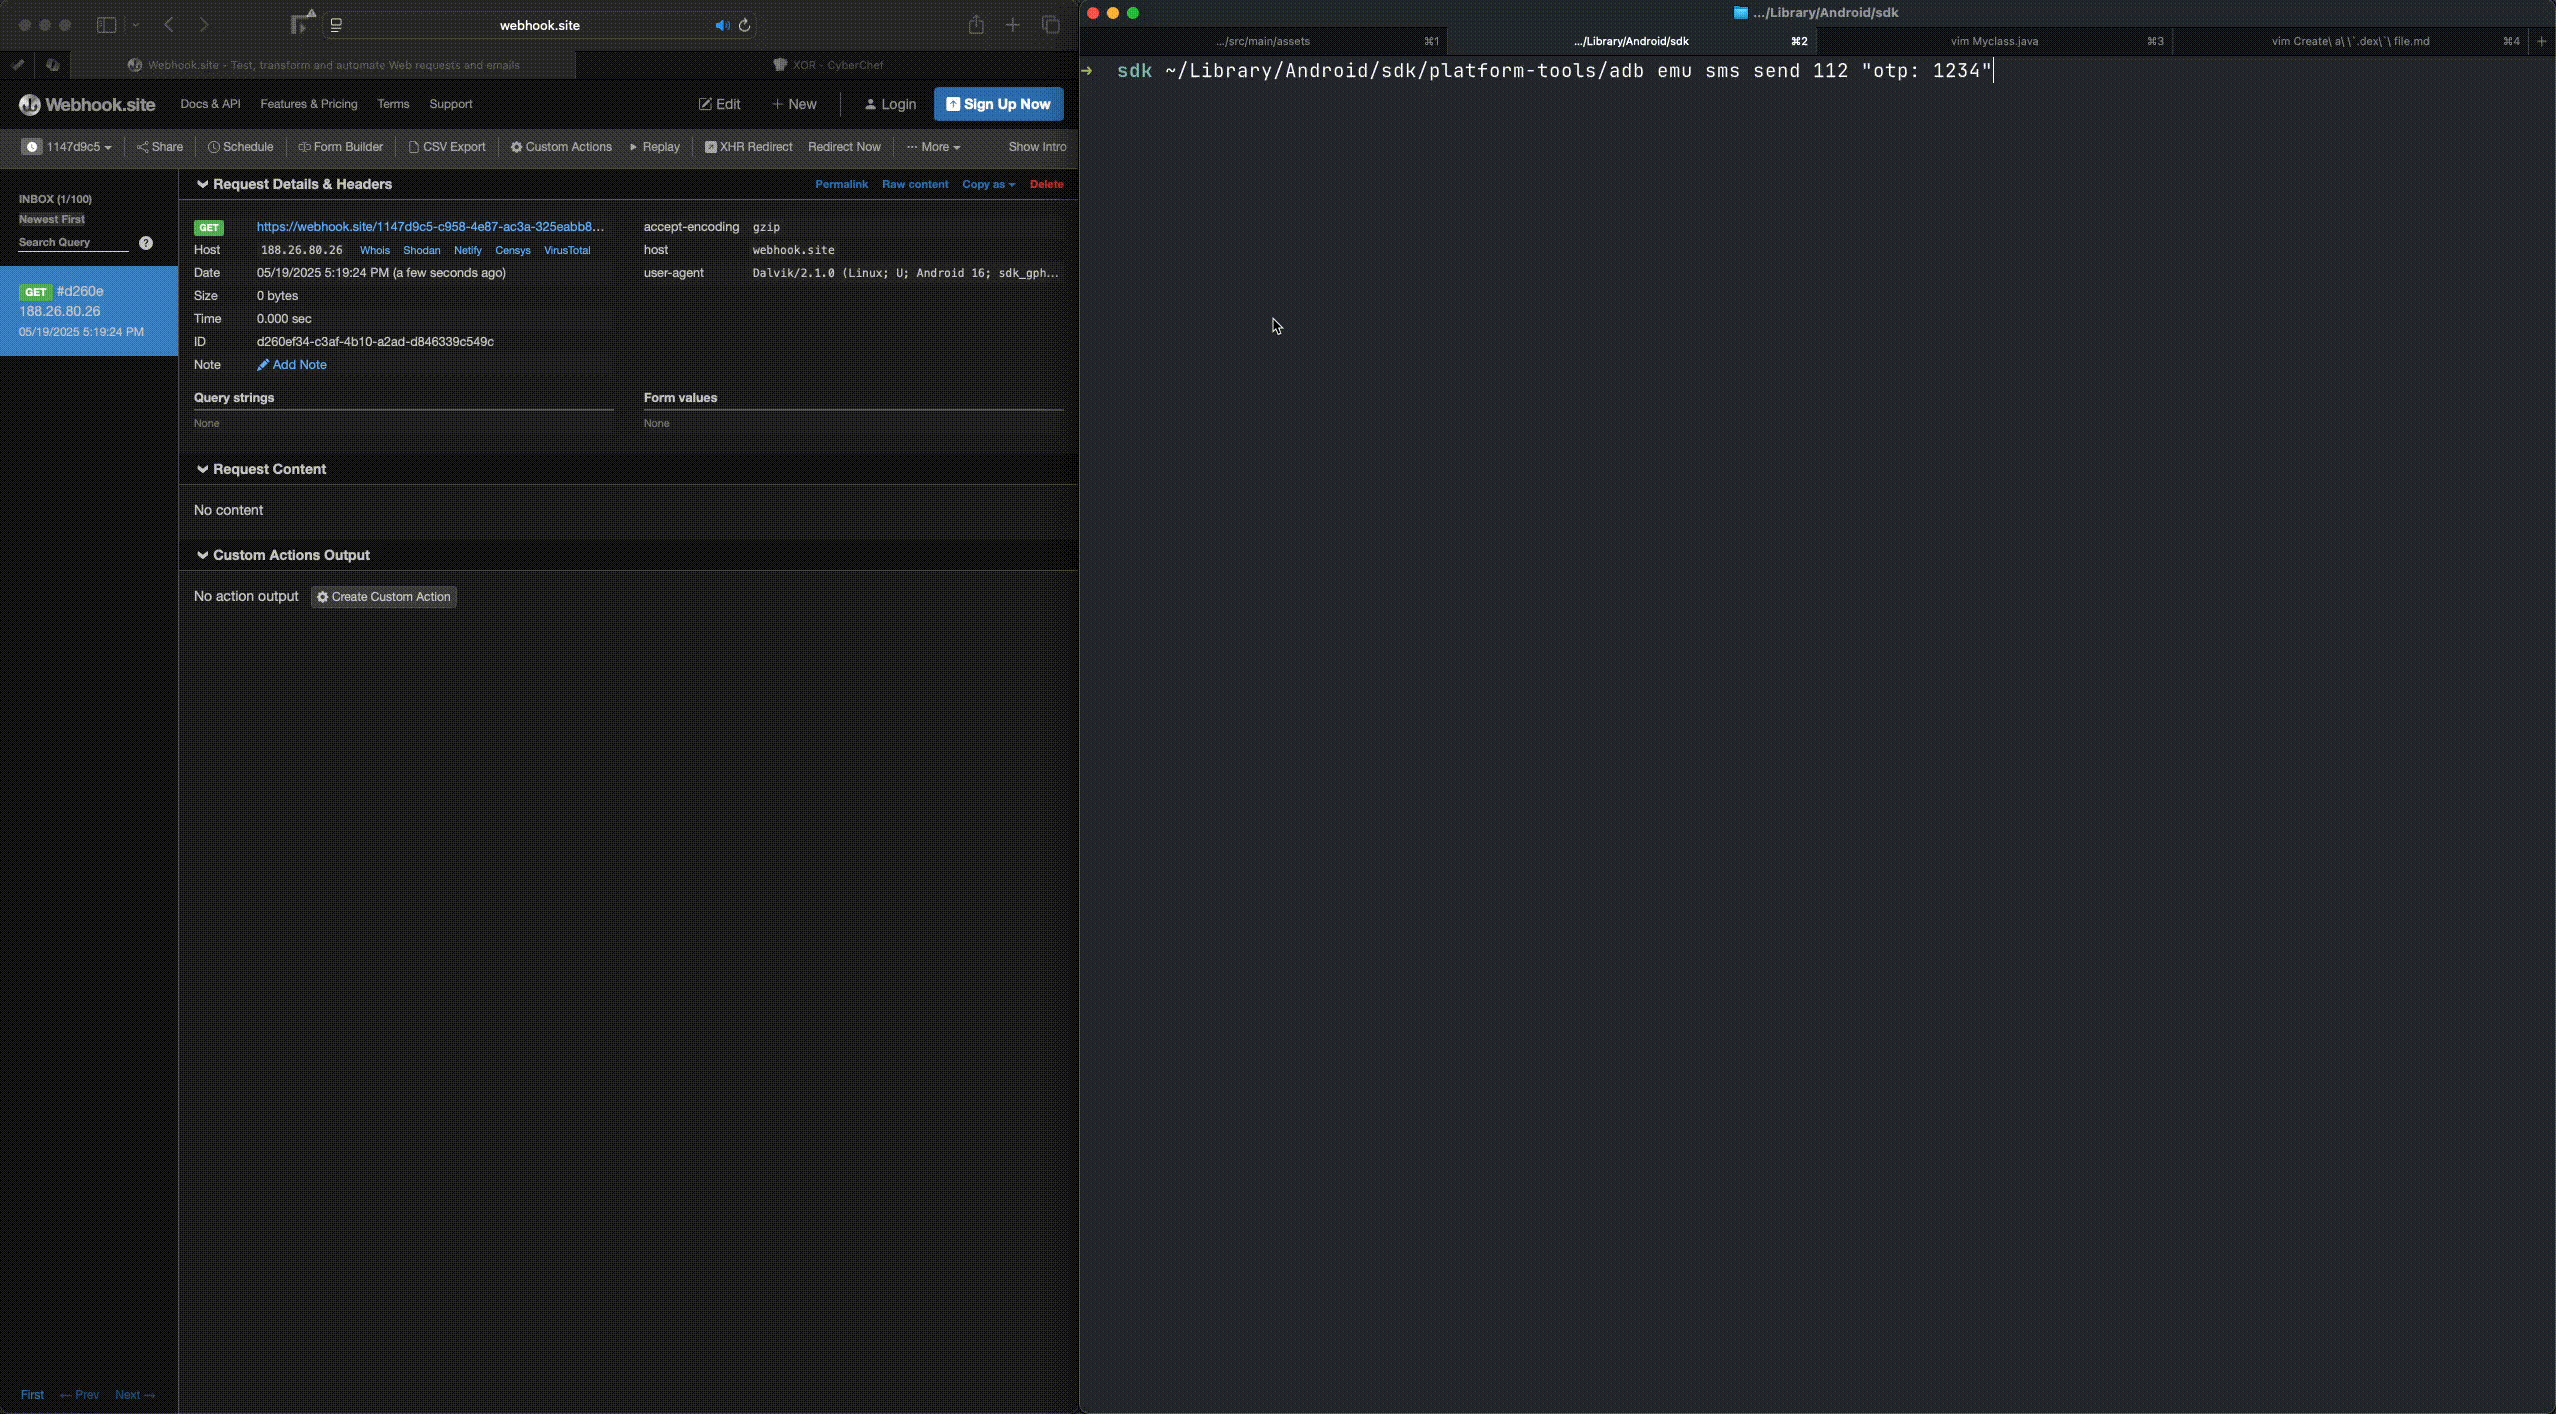 webhook.site
Webhook.site - Test, transform and automate Web requests and emails
XOR - CyberChef
Webhook.site Docs & API Features & Pricing Terms Support Edit + New Login Sign Up Now
1147d9c5 Share Schedule Form Builder CSV Export Custom Actions Replay XHR Redirect Redirect Now ... More Show Intro
INBOX (1/100)
Newest First
Search Query ?
GET #d260e
188.26.80.26
05/19/2025 5:19:24 PM
First ← Prev Next →
Request Details & Headers Permalink Raw content Copy as Delete
GET https://webhook.site/1147d9c5-c958-4e87-ac3a-325eabb8...
Host 188.26.80.26 Whois Shodan Netify Censys VirusTotal
Date 05/19/2025 5:19:24 PM (a few seconds ago)
Size 0 bytes
Time 0.000 sec
ID d260ef34-c3af-4b10-a2ad-d846339c549c
Note Add Note
accept-encoding gzip
host webhook.site
user-agent Dalvik/2.1.0 (Linux; U; Android 16; sdk_gph...
Query strings
None
Form values
None
Request Content
No content
Custom Actions Output
No action output Create Custom Action
.../Library/Android/sdk
.../src/main/assets ⌘1
.../Library/Android/sdk ⌘2
vim Myclass.java ⌘3
vim Create\ a\ \`.dex\`\ file.md ⌘4 +
→ sdk ~/Library/Android/sdk/platform-tools/adb emu sms send 112 "otp: 1234"